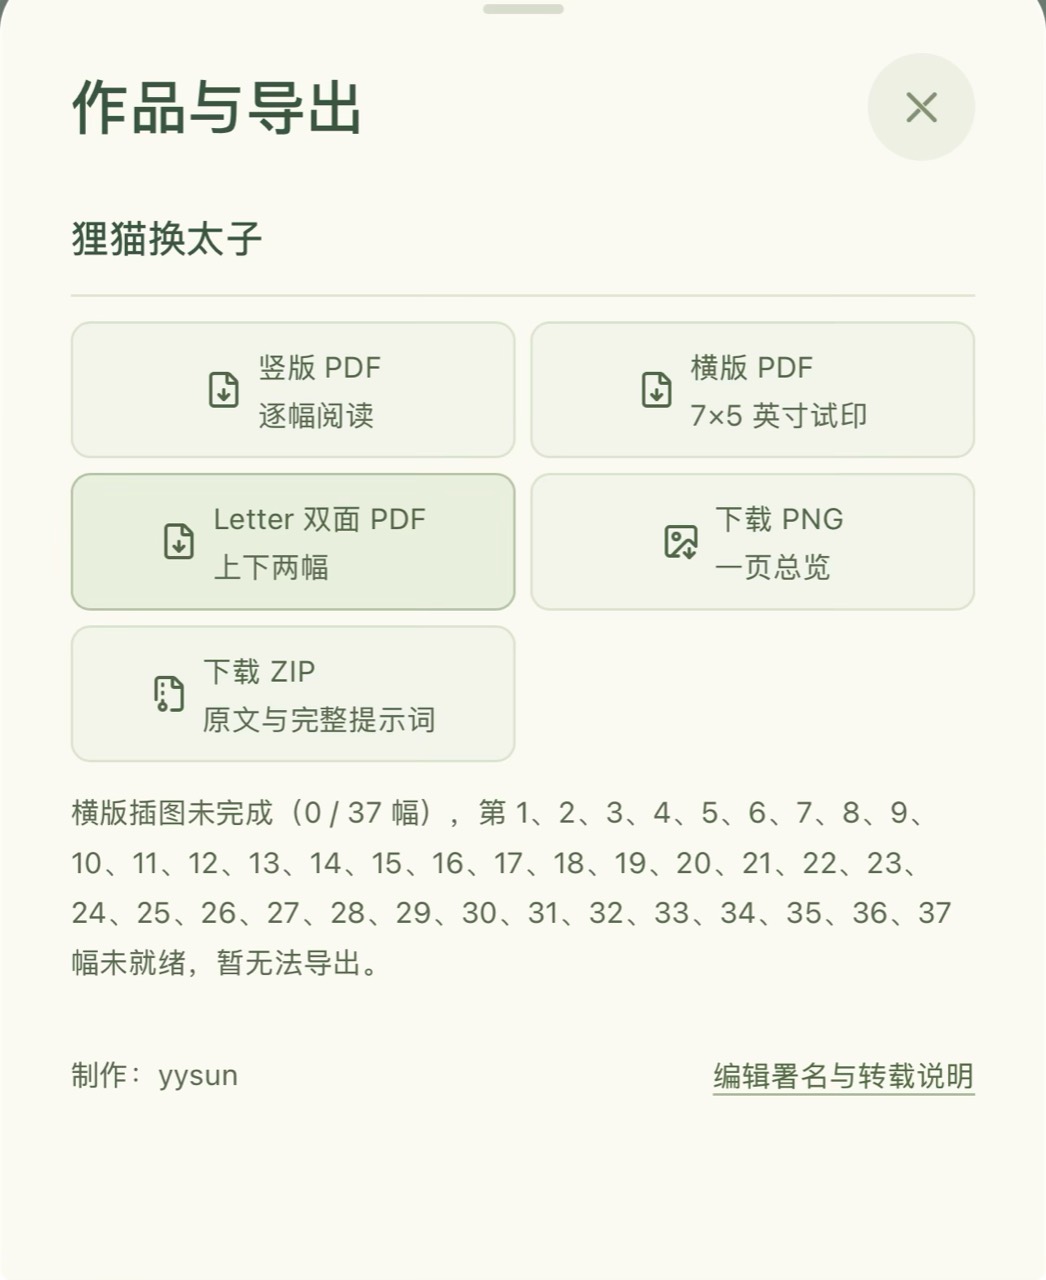 作品与导出
狸猫换太子
竖版 PDF
逐幅阅读
横版 PDF
7×5 英寸试印
Letter 双面 PDF
上下两幅
下载 PNG
一页总览
下载 ZIP
原文与完整提示词
横版插图未完成（0 / 37 幅），第 1、2、3、4、5、6、7、8、9、
10、11、12、13、14、15、16、17、18、19、20、21、22、23、
24、25、26、27、28、29、30、31、32、33、34、35、36、37
幅未就绪，暂无法导出。
制作：yysun
编辑署名与转载说明